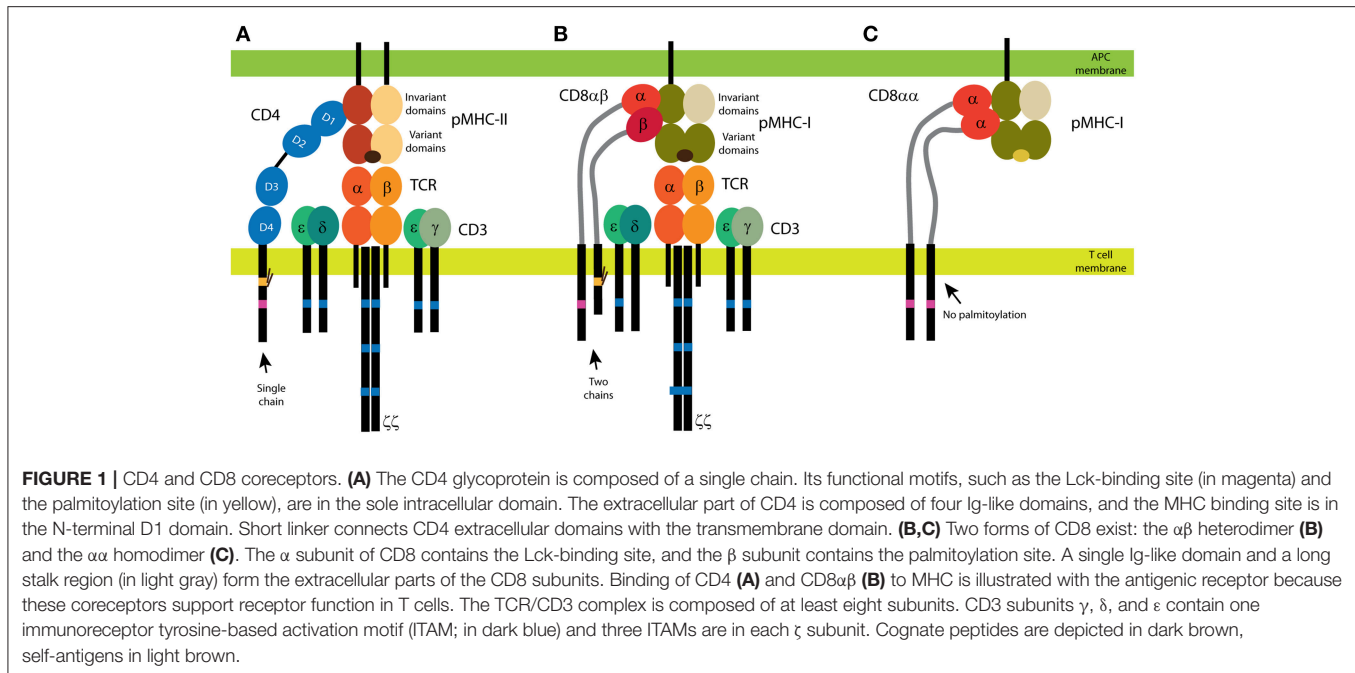 A
B
C
APC
membrane
CD4
D1
D2
D3
D4
Invariant
domains
pMHC-II
Variant
domains
α
β
TCR
ε
δ
ε
γ
CD3
Single
chain
ζζ
CD8αβ
α
β
Invariant
domains
pMHC-I
Variant
domains
α
β
TCR
ε
δ
ε
γ
CD3
Two
chains
ζζ
CD8αα
α
α
pMHC-I
T cell
membrane
No palmitoylation
FIGURE 1 | CD4 and CD8 coreceptors. (A) The CD4 glycoprotein is composed of a single chain. Its functional motifs, such as the Lck-binding site (in magenta) and
the palmitoylation site (in yellow), are in the sole intracellular domain. The extracellular part of CD4 is composed of four Ig-like domains, and the MHC binding site is in
the N-terminal D1 domain. Short linker connects CD4 extracellular domains with the transmembrane domain. (B,C) Two forms of CD8 exist: the αβ heterodimer (B)
and the αα homodimer (C). The α subunit of CD8 contains the Lck-binding site, and the β subunit contains the palmitoylation site. A single Ig-like domain and a long
stalk region (in light gray) form the extracellular parts of the CD8 subunits. Binding of CD4 (A) and CD8αβ (B) to MHC is illustrated with the antigenic receptor because
these coreceptors support receptor function in T cells. The TCR/CD3 complex is composed of at least eight subunits. CD3 subunits γ, δ, and ε contain one
immunoreceptor tyrosine-based activation motif (ITAM; in dark blue) and three ITAMs are in each ζ subunit. Cognate peptides are depicted in dark brown,
self-antigens in light brown.